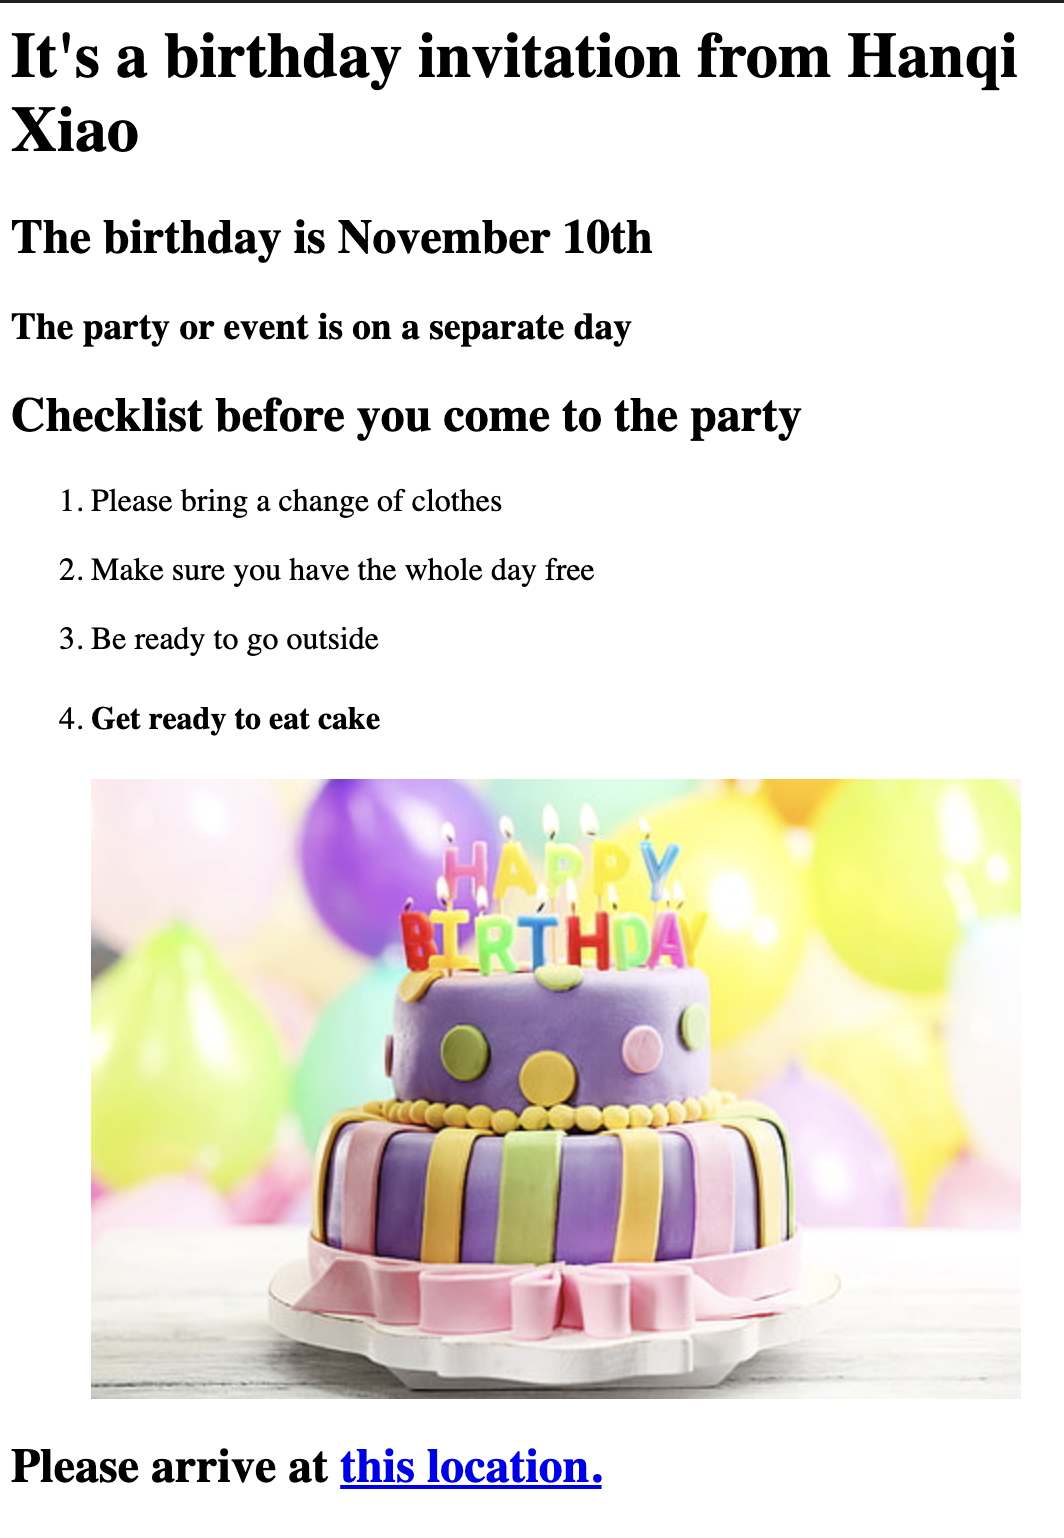 It's a birthday invitation from Hanqi
Xiao
The birthday is November 10th
The party or event is on a separate day
Checklist before you come to the party
1. Please bring a change of clothes
2. Make sure you have the whole day free
3. Be ready to go outside
4. Get ready to eat cake
HAPPY
BIRTHDAY
Please arrive at this location.